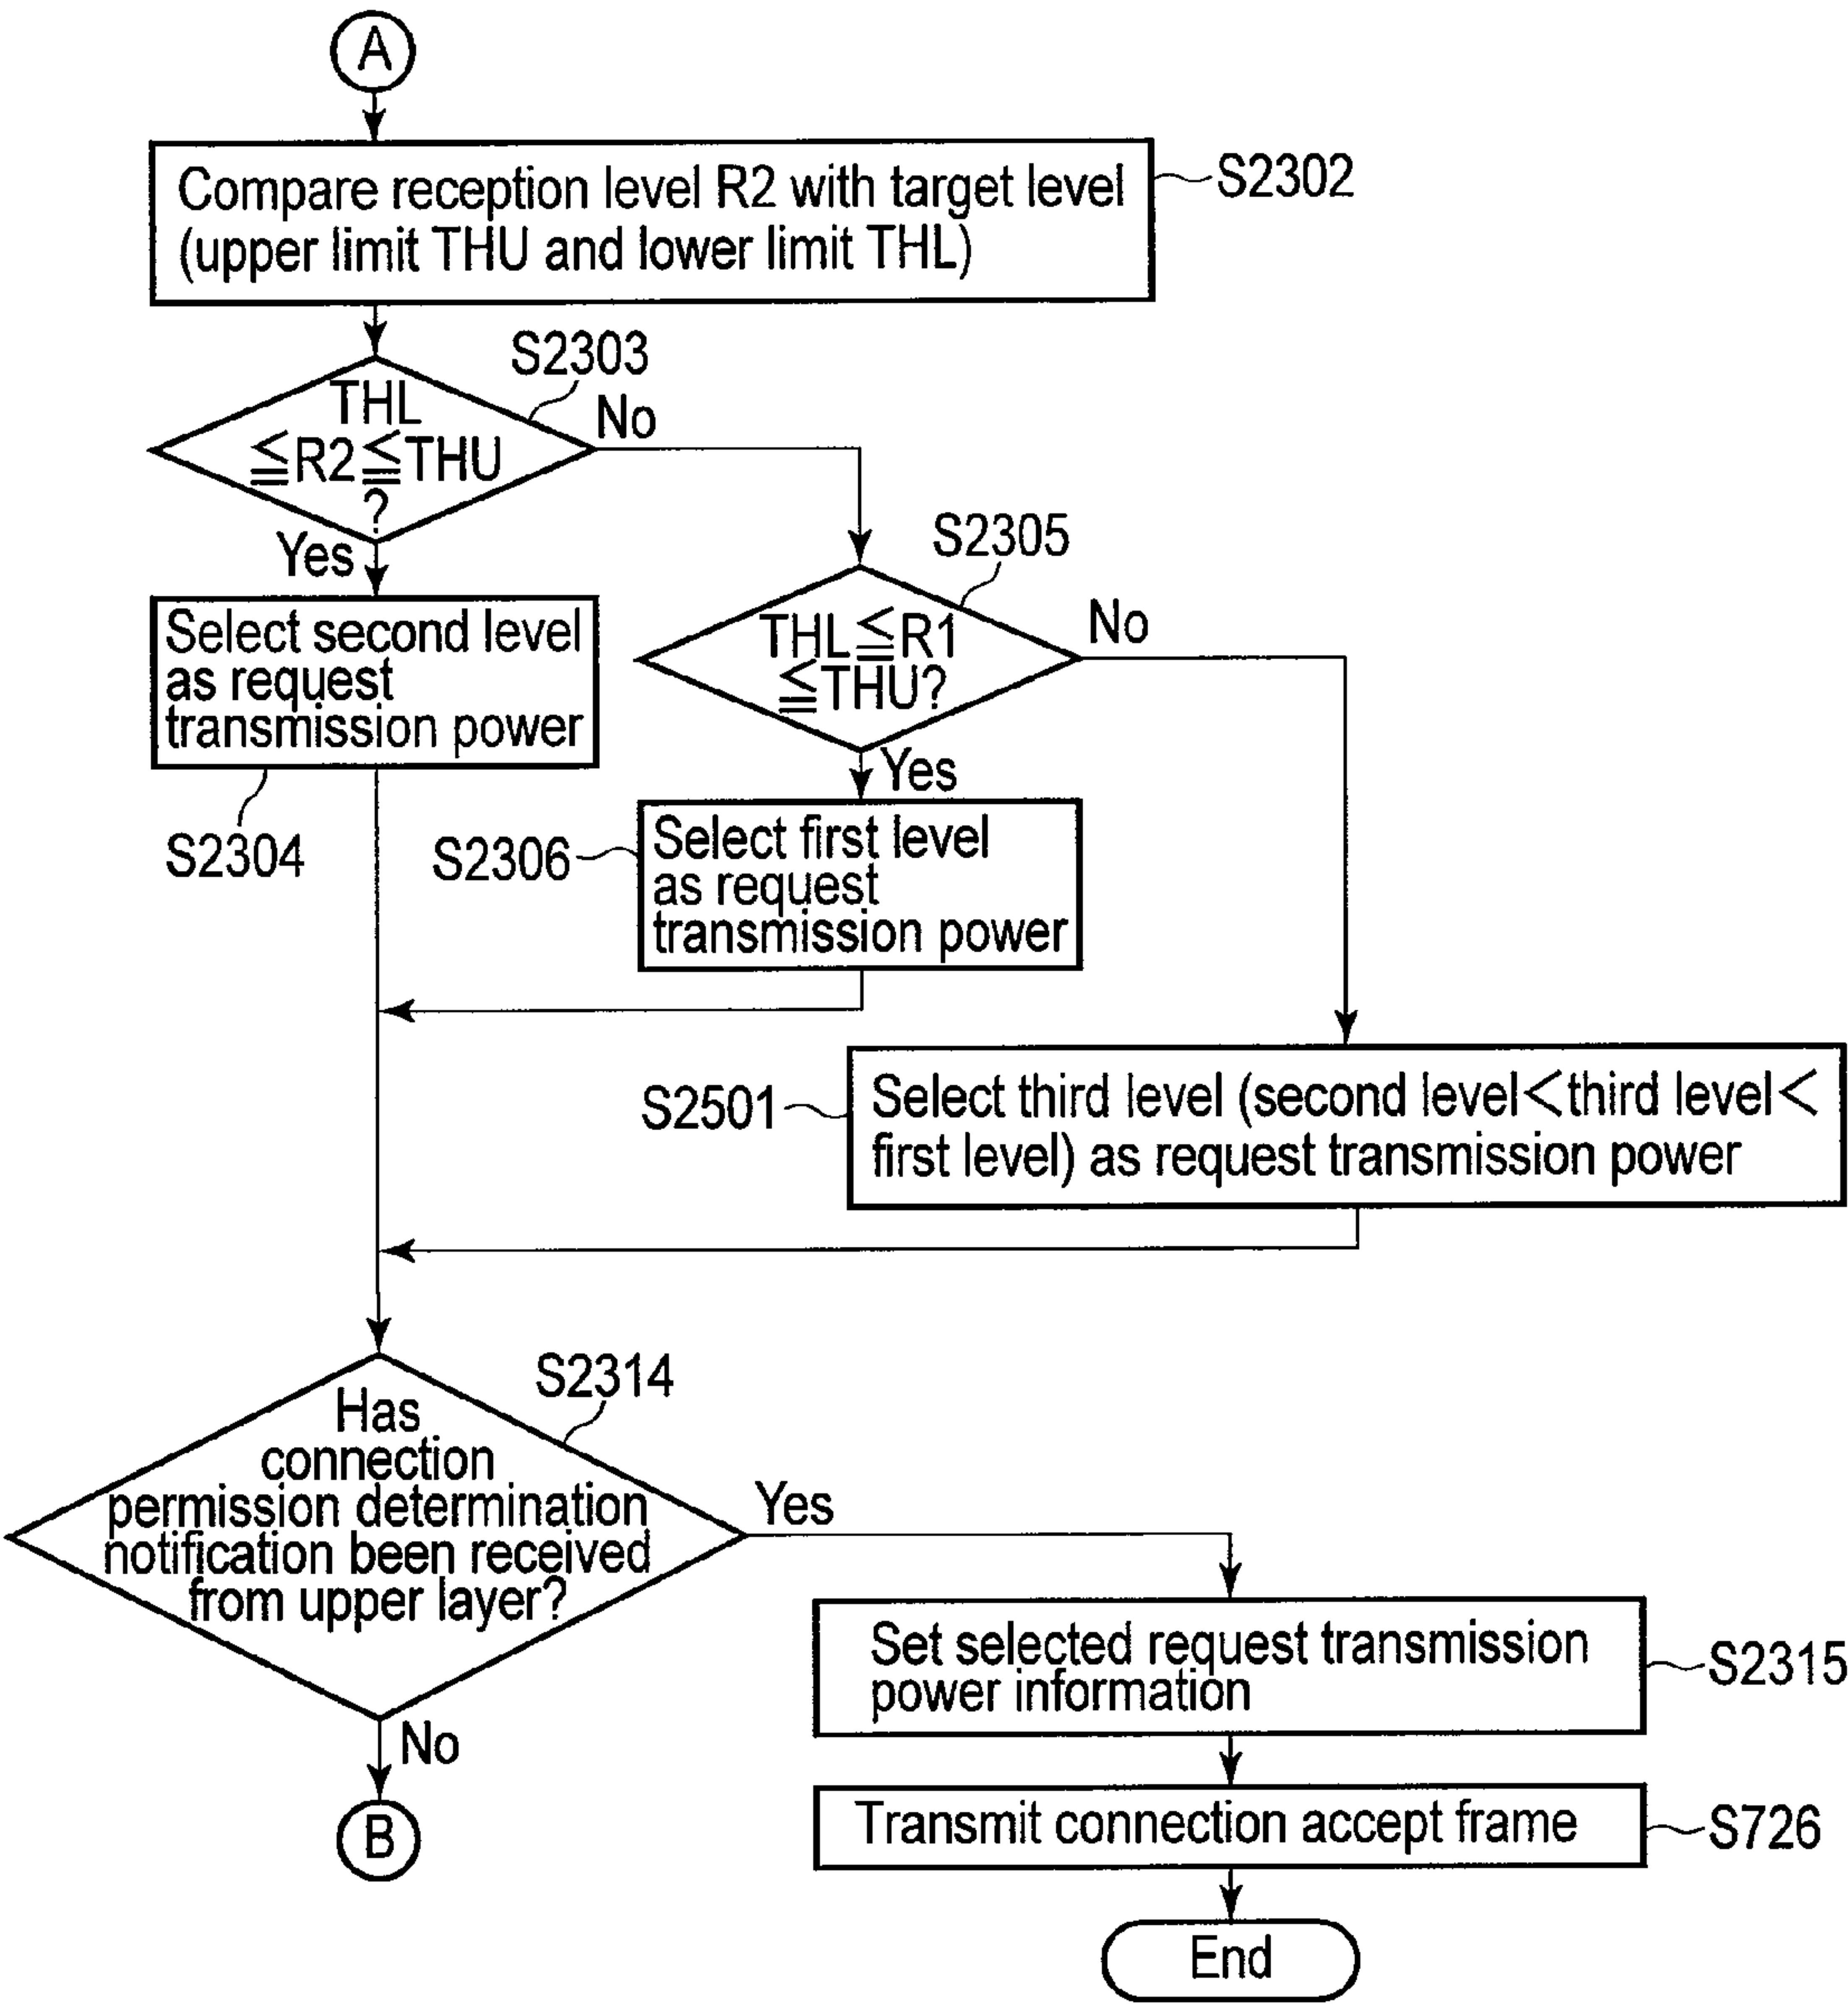 A
Compare reception level R2 with target level
(upper limit THU and lower limit THL)
S2302
S2303
THL
≦R2≦THU
?
No
Yes
S2305
THL≦R1
≦THU?
No
Yes
Select second level
as request
transmission power
S2304
S2306
Select first level
as request
transmission power
S2501
Select third level (second level<third level<
first level) as request transmission power
S2314
Has
connection
permission determination
notification been received
from upper layer?
Yes
No
B
Set selected request transmission
power information
S2315
Transmit connection accept frame
S726
End